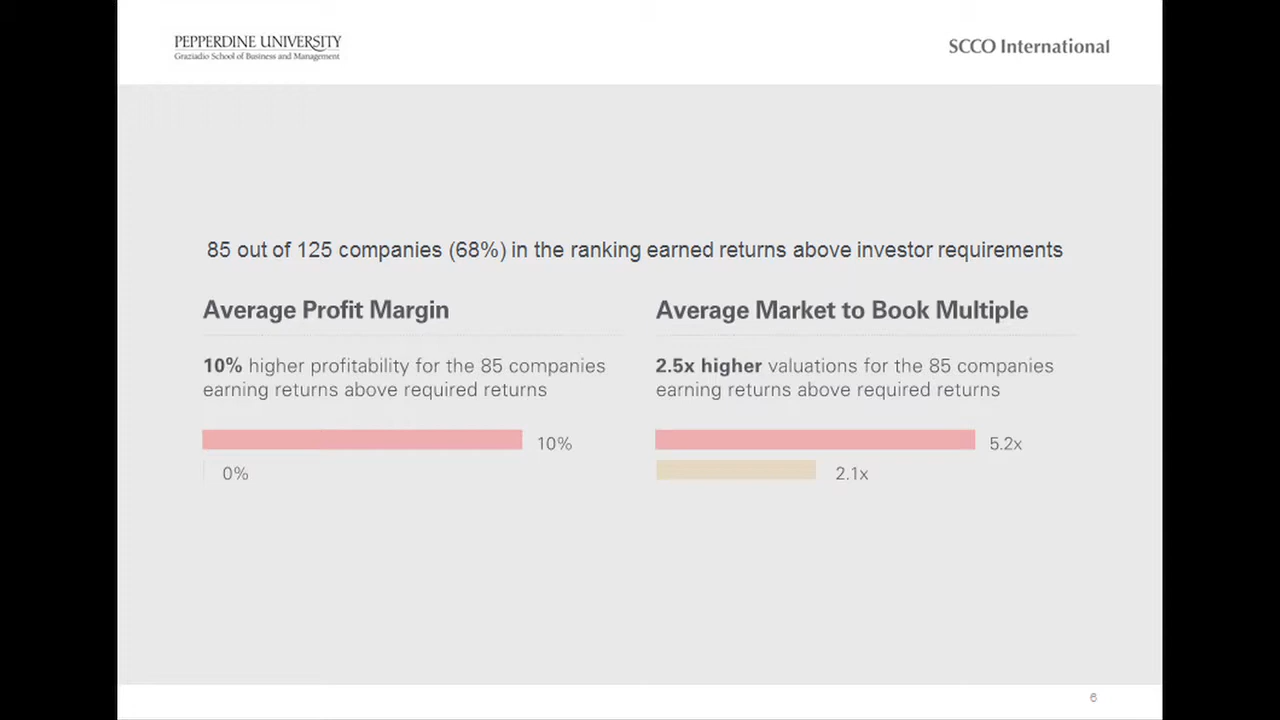 PEPPERDINE UNIVERSITY
Graziadio School of Business and Management
SCCO International
85 out of 125 companies (68%) in the ranking earned returns above investor requirements
Average Profit Margin
10% higher profitability for the 85 companies
earning returns above required returns
10%
0%
Average Market to Book Multiple
2.5x higher valuations for the 85 companies
earning returns above required returns
5.2x
2.1x
6